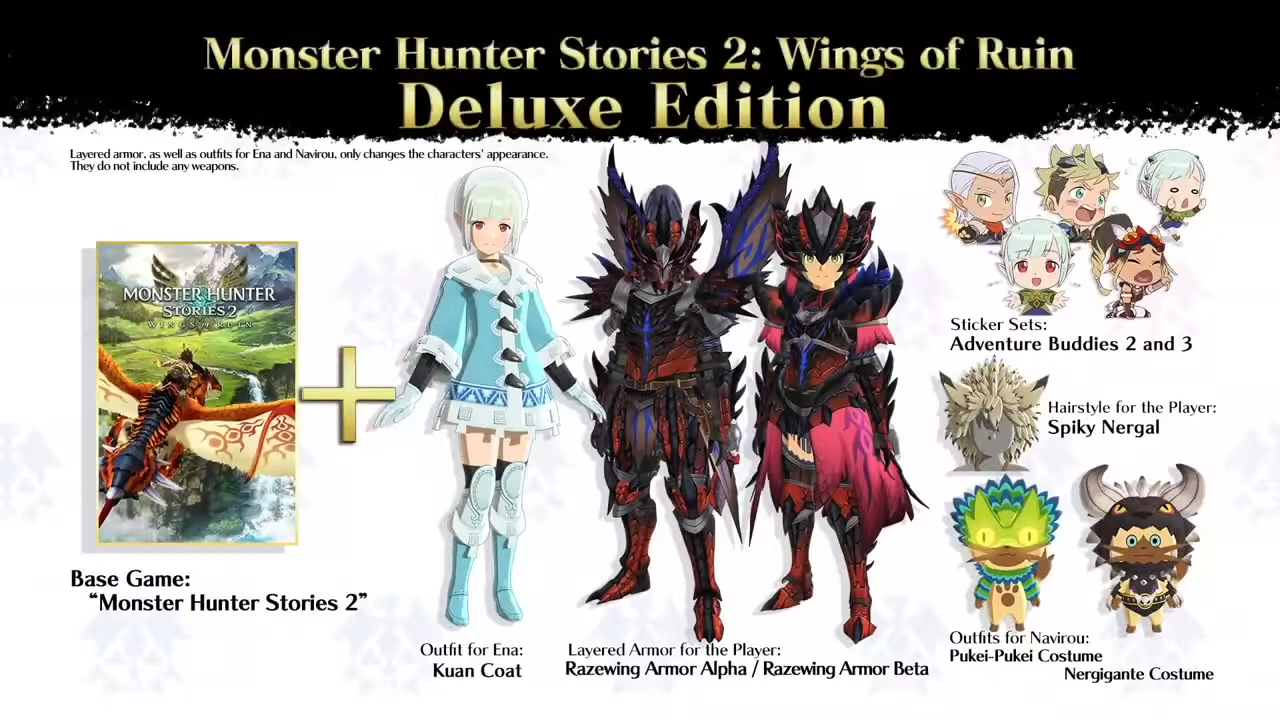 Monster Hunter Stories 2: Wings of Ruin
Deluxe Edition
Layered armor, as well as outfits for Ena and Navirou, only changes the characters' appearance.
They do not include any weapons.
MONSTER HUNTER
STORIES 2
WINGS OF RUIN
Base Game:
“Monster Hunter Stories 2”
Outfit for Ena:
Kuan Coat
Layered Armor for the Player:
Razewing Armor Alpha / Razewing Armor Beta
Sticker Sets:
Adventure Buddies 2 and 3
Hairstyle for the Player:
Spiky Nergal
Outfits for Navirou:
Pukei-Pukei Costume
Nergigante Costume